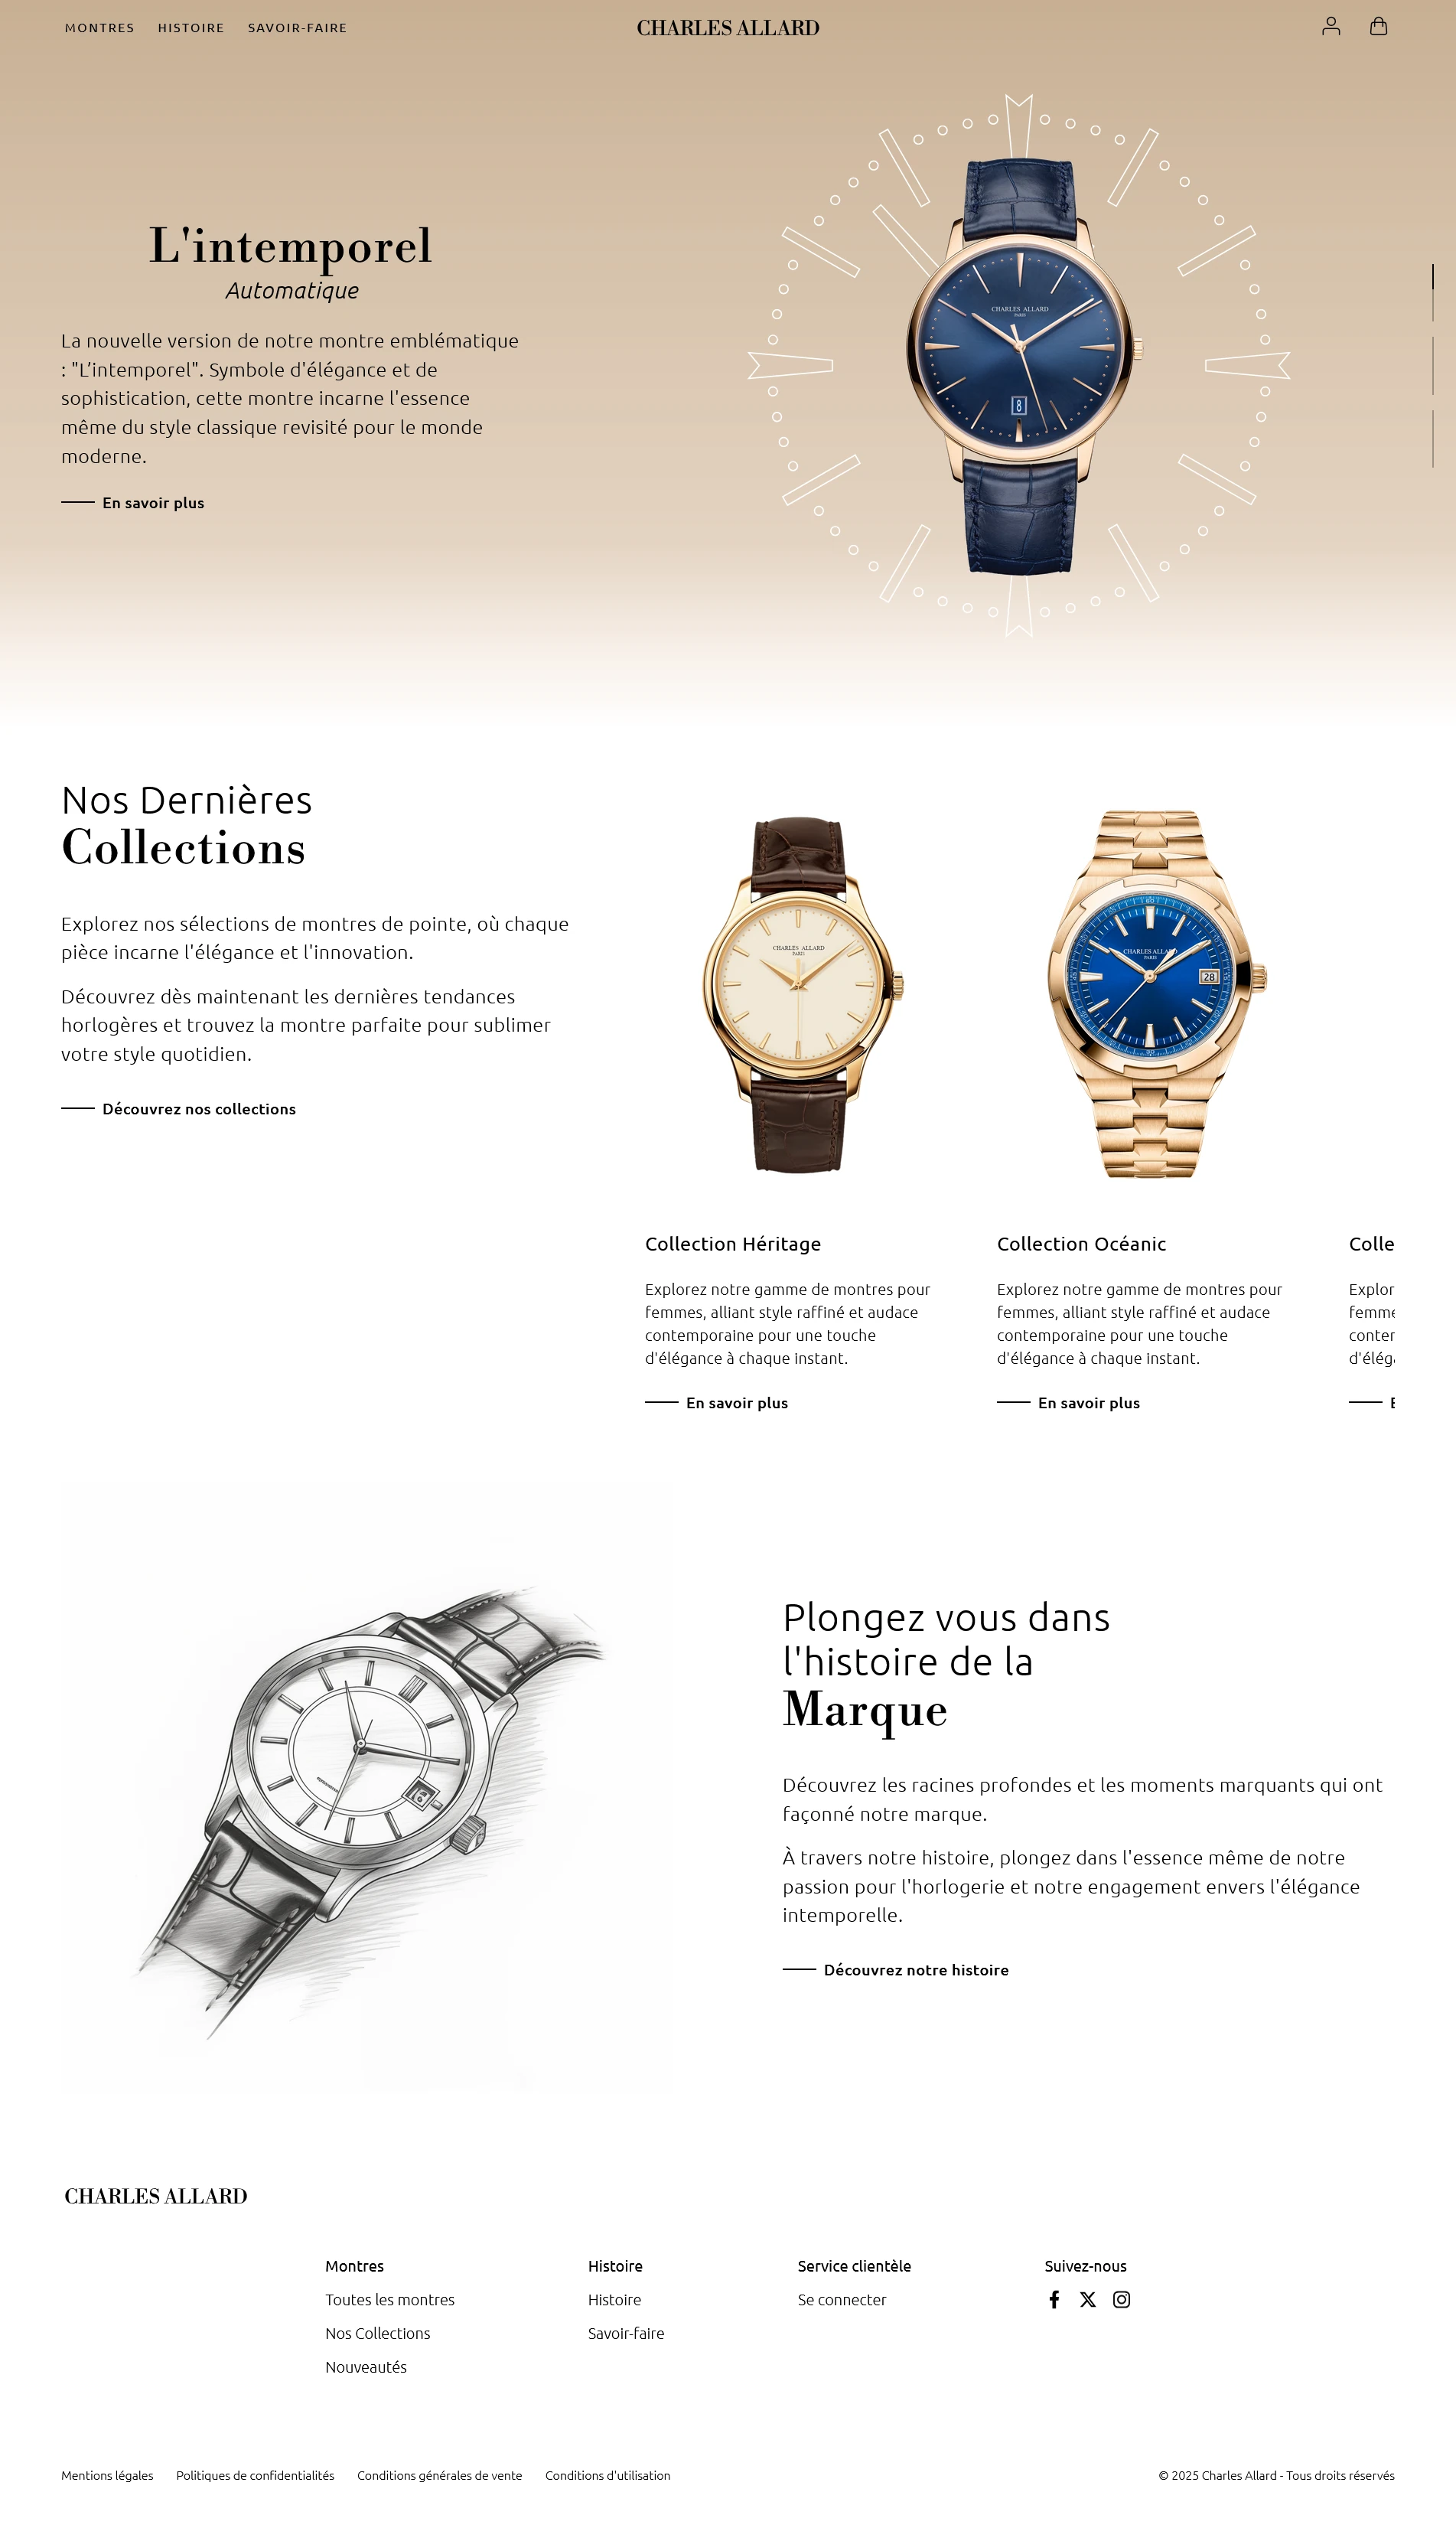 MONTRES HISTOIRE SAVOIR-FAIRE CHARLES ALLARD
L'intemporel
Automatique
La nouvelle version de notre montre emblématique
: "L’intemporel". Symbole d'élégance et de
sophistication, cette montre incarne l'essence
même du style classique revisité pour le monde
moderne.
En savoir plus
CHARLES ALLARD
PARIS
8
Nos Dernières
Collections
Explorez nos sélections de montres de pointe, où chaque
pièce incarne l'élégance et l'innovation.
Découvrez dès maintenant les dernières tendances
horlogères et trouvez la montre parfaite pour sublimer
votre style quotidien.
Découvrez nos collections
CHARLES ALLARD
PARIS
Collection Héritage
Explorez notre gamme de montres pour
femmes, alliant style raffiné et audace
contemporaine pour une touche
d'élégance à chaque instant.
En savoir plus
60
CHARLES ALLARD
PARIS
28
30
Collection Océanic
Explorez notre gamme de montres pour
femmes, alliant style raffiné et audace
contemporaine pour une touche
d'élégance à chaque instant.
En savoir plus
Colle
Explor
femme
conter
d'élég
E
Plongez vous dans
l'histoire de la
Marque
Découvrez les racines profondes et les moments marquants qui ont
façonné notre marque.
À travers notre histoire, plongez dans l'essence même de notre
passion pour l'horlogerie et notre engagement envers l'élégance
intemporelle.
Découvrez notre histoire
CHARLES ALLARD
Montres
Toutes les montres
Nos Collections
Nouveautés
Histoire
Histoire
Savoir-faire
Service clientèle
Se connecter
Suivez-nous
Mentions légales Politiques de confidentialités Conditions générales de vente Conditions d'utilisation © 2025 Charles Allard - Tous droits réservés